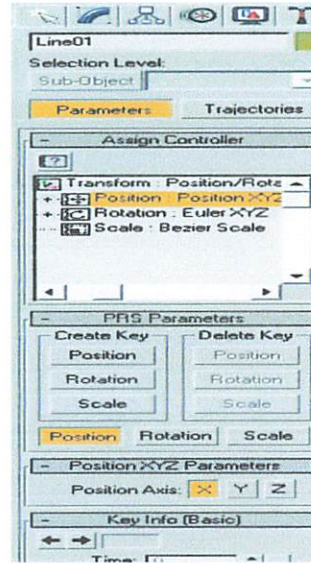 Line01
Selection Level:
Sub-Object
Parameters Trajectories
- Assign Controller
?
Transform : Position/Rota
+ Position : Position XYZ
+ Rotation : Euler XYZ
Scale : Bezier Scale
- PRS Parameters
Create Key Delete Key
Position Position
Rotation Rotation
Scale Scale
Position Rotation Scale
- Position XYZ Parameters
Position Axis: X Y Z
- Key Info (Basic)
Time: